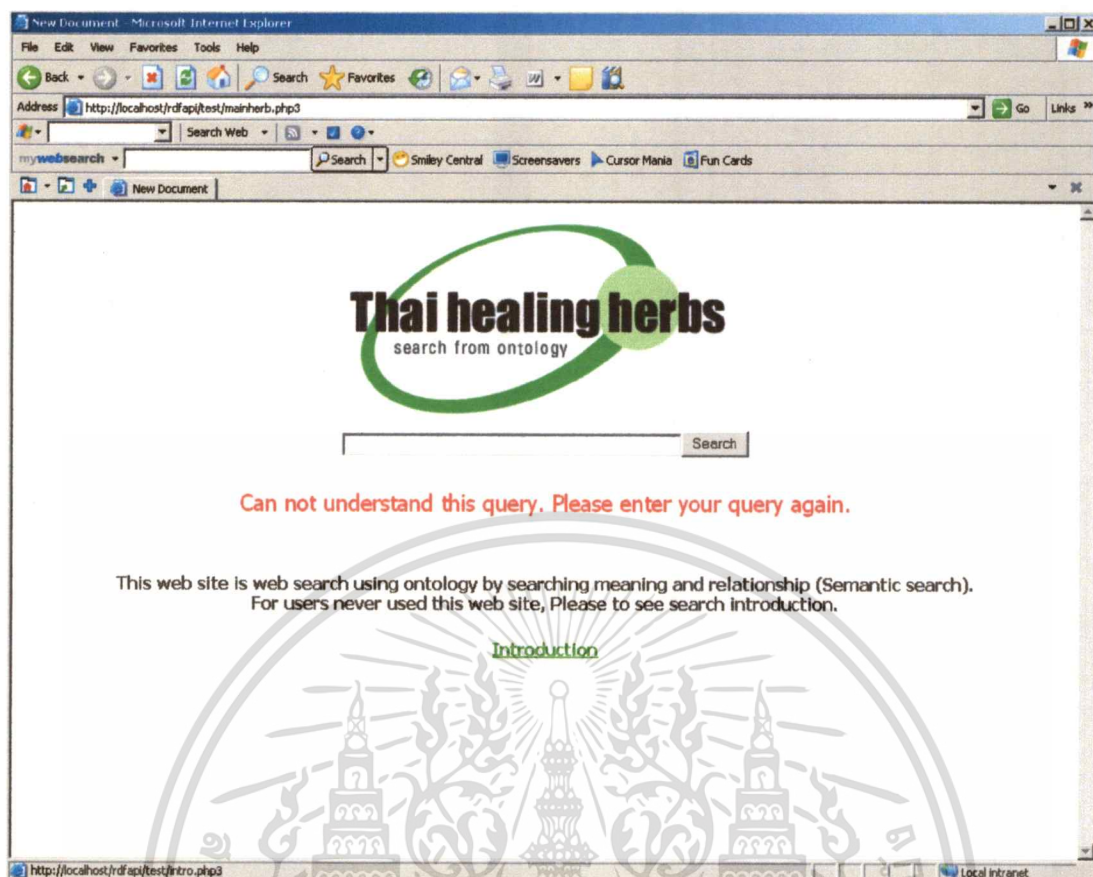 New Document - Microsoft Internet Explorer
File Edit View Favorites Tools Help
Back Search Favorites
Address http://localhost/rdfapi/test/mainherb.php3 Go Links »
Search Web
mywebsearch Search Smiley Central Screensavers Cursor Mania Fun Cards
New Document
Thai healing herbs
search from ontology
Search
Can not understand this query. Please enter your query again.
This web site is web search using ontology by searching meaning and relationship (Semantic search).
For users never used this web site, Please to see search introduction.
Introduction
http://localhost/rdfapi/test/intro.php3 Local intranet